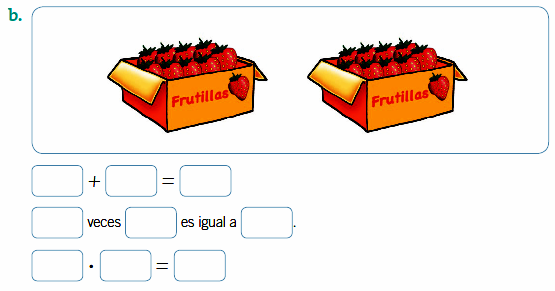 b.
Frutillas Frutillas
+ =
veces es igual a .
· =